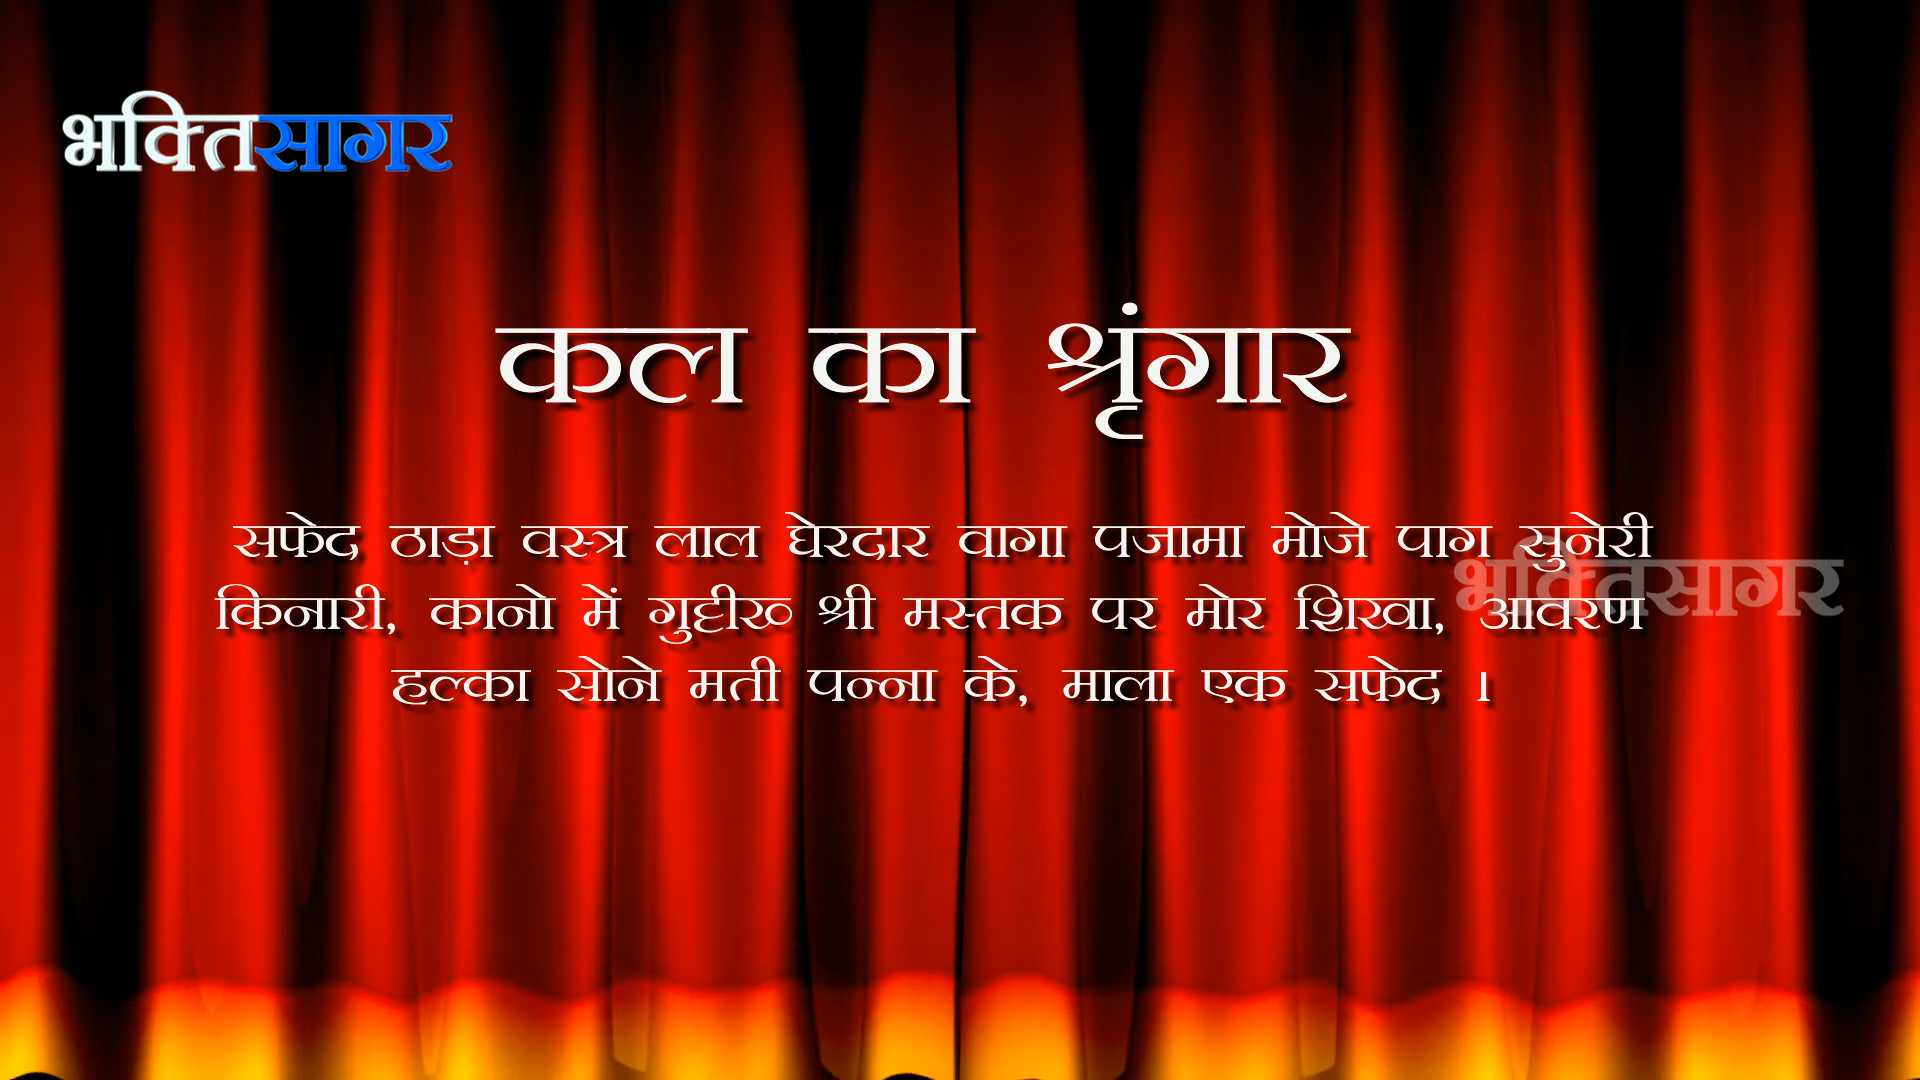 भक्तिसागर
कल का श्रृंगार
सफेद ठाड़ा वस्त्र लाल घेरदार वागा पजामा मोजे पाग सुनेरी
भक्तिसागर
किनारी, कानो में गुट्टीख्र श्री मस्तक पर मोर शिखा, आवरण
हल्का सोने मती पन्ना के, माला एक सफेद ।